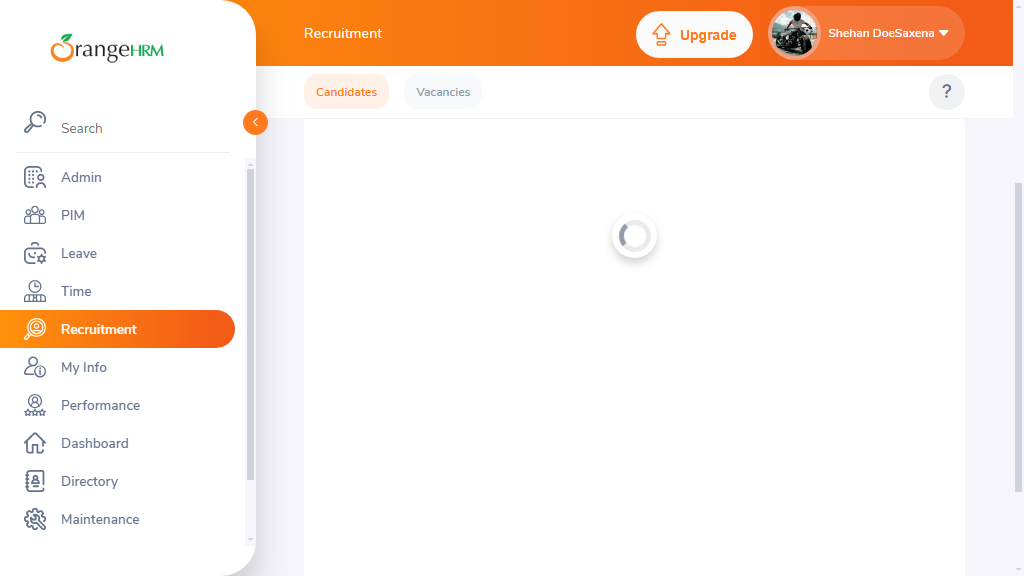 OrangeHRM
Search
Admin
PIM
Leave
Time
Recruitment
My Info
Performance
Dashboard
Directory
Maintenance
Recruitment
Upgrade
Shehan DoeSaxena
Candidates
Vacancies
?